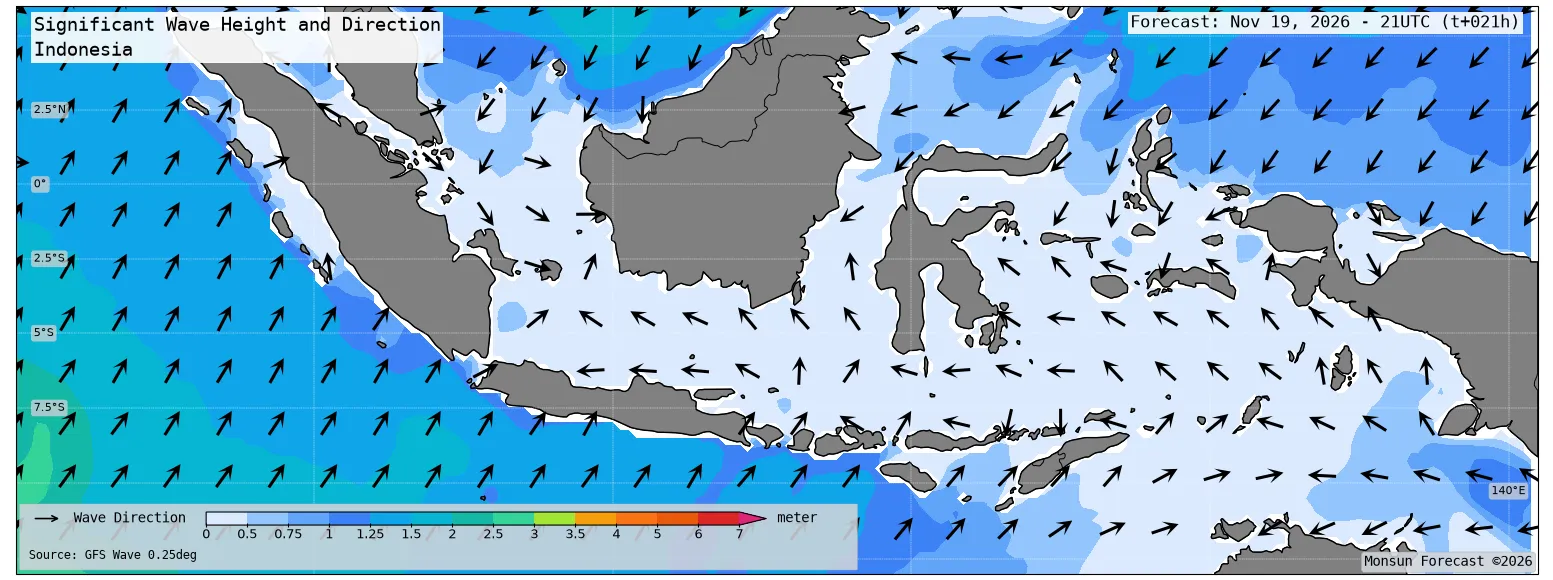 Significant Wave Height and Direction
Indonesia
Forecast: Nov 19, 2026 - 21UTC (t+021h)
2.5°N
0°
2.5°S
5°S
7.5°S
140°E
Wave Direction
0 0.5 0.75 1 1.25 1.5 2 2.5 3 3.5 4 5 6 7
meter
Source: GFS Wave 0.25deg
Monsun Forecast ©2026